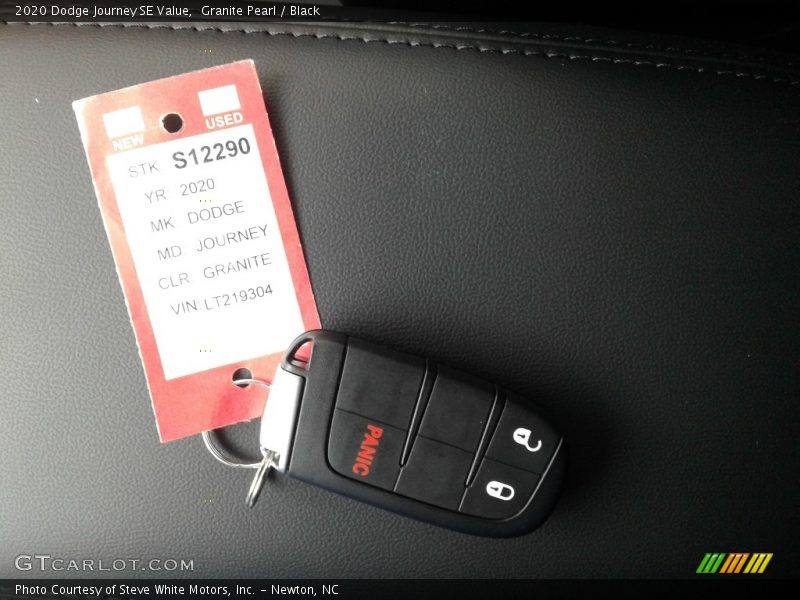 2020 Dodge Journey SE Value, Granite Pearl / Black
NEW USED
STK S12290
YR 2020
MK DODGE
MD JOURNEY
CLR GRANITE
VIN: LT219304
PANIC
GTCARLOT.COM
Photo Courtesy of Steve White Motors, Inc. – Newton, NC